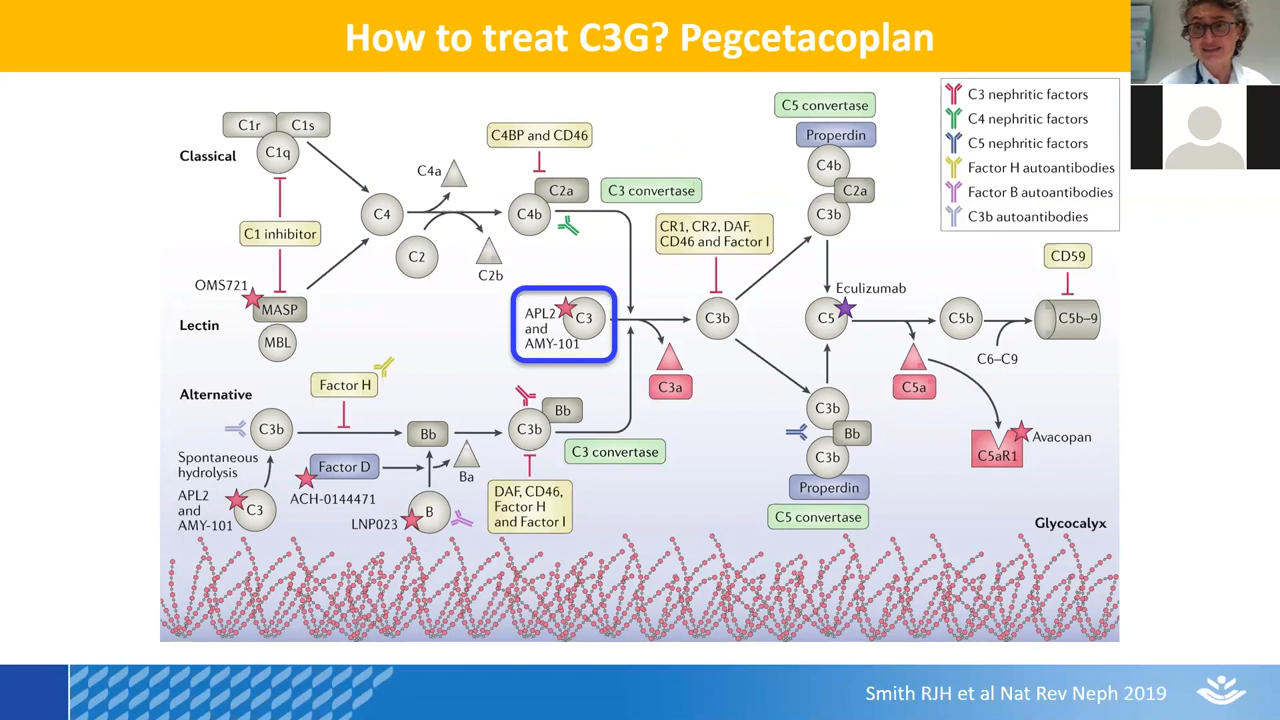 How to treat C3G? Pegcetacoplan
C3 nephritic factors
C4 nephritic factors
C5 nephritic factors
Factor H autoantibodies
Factor B autoantibodies
C3b autoantibodies
C1r
C1s
C1q
Classical
C4BP and CD46
C4a
C2a
C3 convertase
C4
C4b
C2
C2b
C1 inhibitor
OMS721
MASP
MBL
Lectin
APL2
and
AMY-101
C3
CR1, CR2, DAF,
CD46 and Factor I
C3b
C3a
C5 convertase
Properdin
C4b
C2a
C3b
Eculizumab
C5
C5b
C6–C9
CD59
C5b–9
C5a
Avacopan
C5aR1
Alternative
Factor H
C3b
Bb
C3b
Bb
C3 convertase
Spontaneous
hydrolysis
Factor D
ACH-0144471
Ba
APL2
and
AMY-101
C3
LNP023
B
DAF, CD46,
Factor H
and Factor I
C3b
Bb
C3b
Properdin
C5 convertase
Glycocalyx
Smith RJH et al Nat Rev Neph 2019